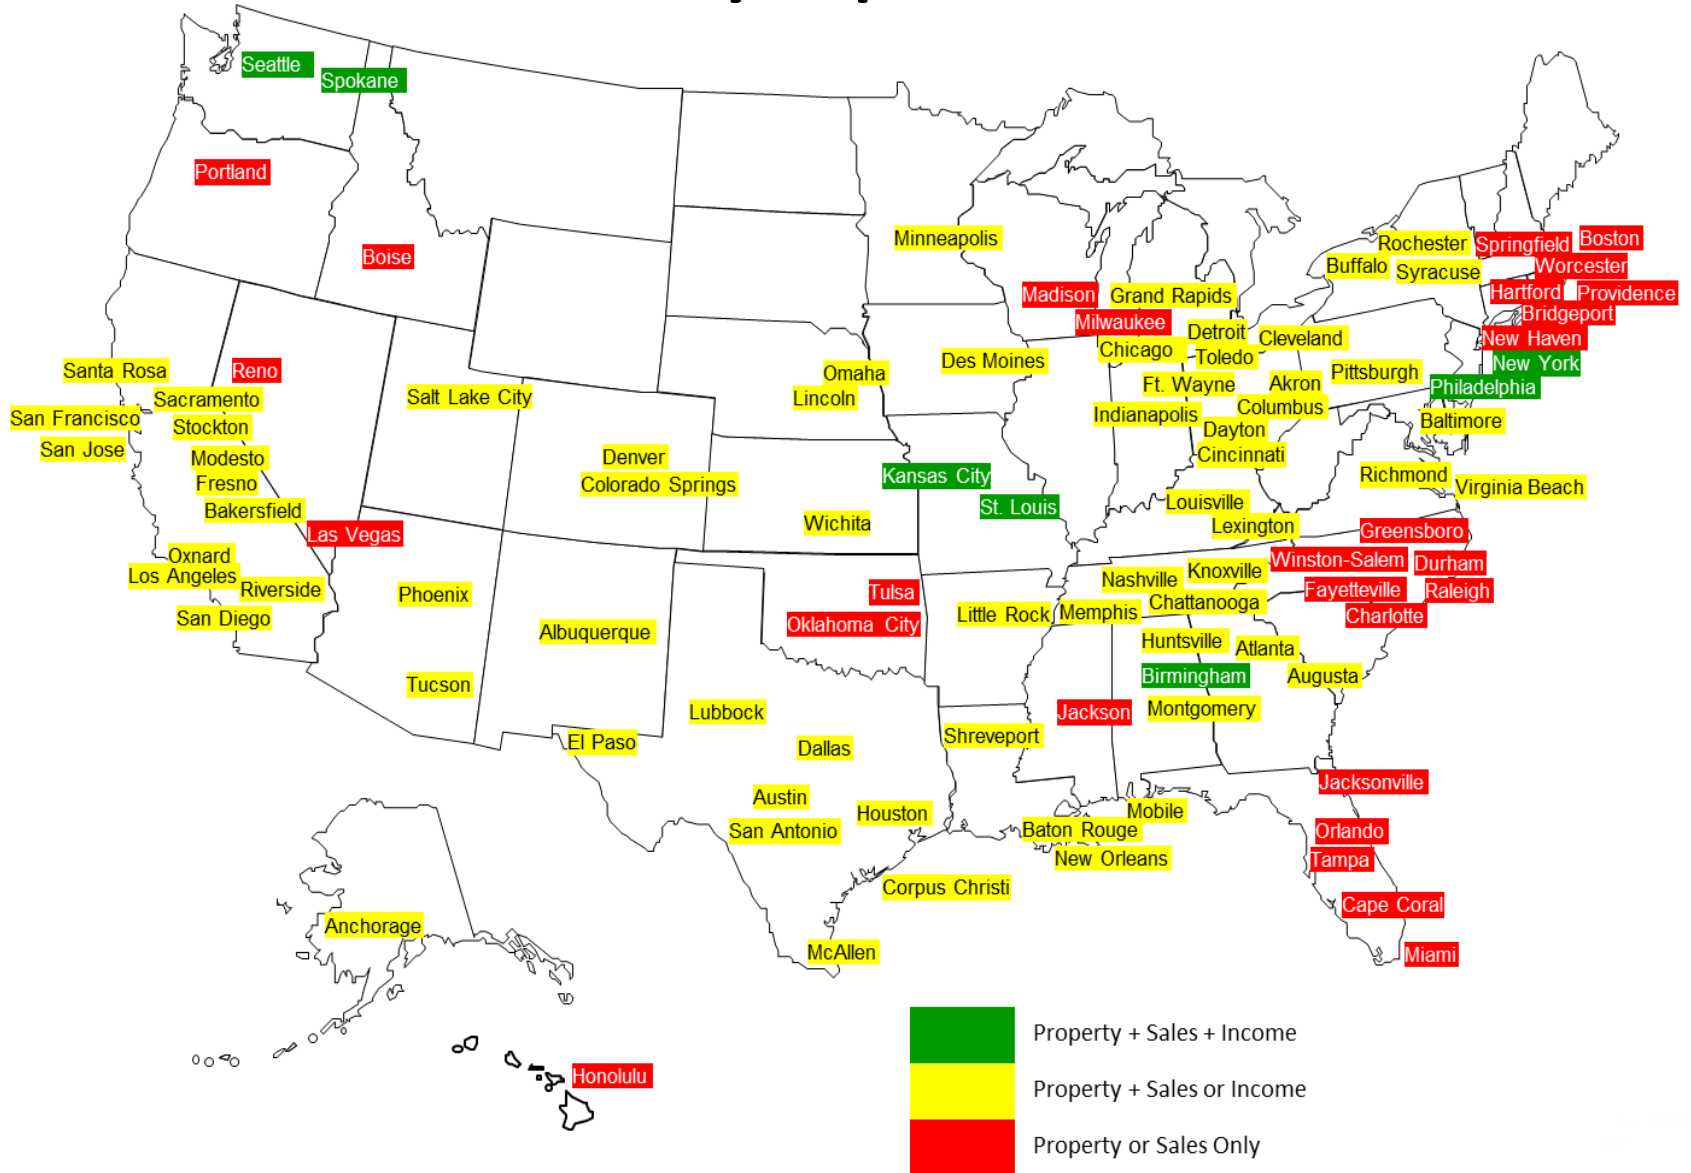 Seattle
Spokane
Portland
Boise
Minneapolis
Rochester
Springfield
Boston
Buffalo
Syracuse
Worcester
Madison
Grand Rapids
Hartford
Providence
Milwaukee
Bridgeport
Detroit
Cleveland
New Haven
Chicago
Toledo
Santa Rosa
Reno
Des Moines
New York
Omaha
Pittsburgh
Salt Lake City
Lincoln
Ft. Wayne
Akron
Philadelphia
Sacramento
Columbus
San Francisco
Indianapolis
Baltimore
Stockton
Dayton
San Jose
Modesto
Denver
Cincinnati
Fresno
Colorado Springs
Kansas City
Richmond
Virginia Beach
Bakersfield
St. Louis
Louisville
Las Vegas
Wichita
Lexington
Greensboro
Oxnard
Winston-Salem
Durham
Los Angeles
Riverside
Phoenix
Tulsa
Nashville
Knoxville
Fayetteville
Raleigh
San Diego
Albuquerque
Oklahoma City
Little Rock
Memphis
Chattanooga
Charlotte
Huntsville
Atlanta
Tucson
Birmingham
Augusta
Lubbock
Jackson
Montgomery
El Paso
Dallas
Shreveport
Jacksonville
Austin
Houston
Mobile
San Antonio
Baton Rouge
Orlando
New Orleans
Tampa
Corpus Christi
Cape Coral
Anchorage
McAllen
Miami
Honolulu
Property + Sales + Income
Property + Sales or Income
Property or Sales Only